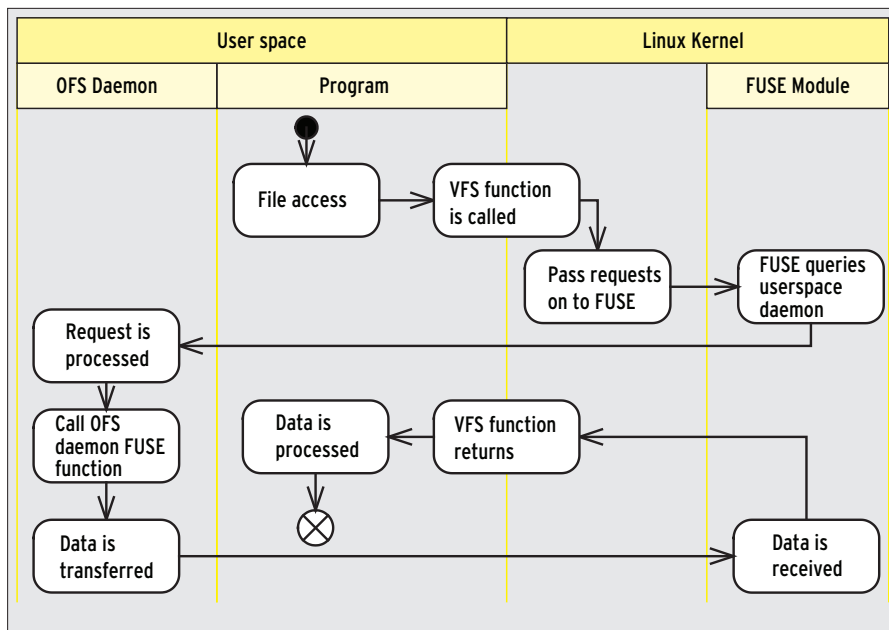 User space
Linux Kernel
OFS Daemon
Program
FUSE Module
File access
VFS function
is called
Pass requests
on to FUSE
FUSE queries
userspace
daemon
Request is
processed
Call OFS
daemon FUSE
function
Data is
processed
VFS function
returns
Data is
transferred
Data is
received